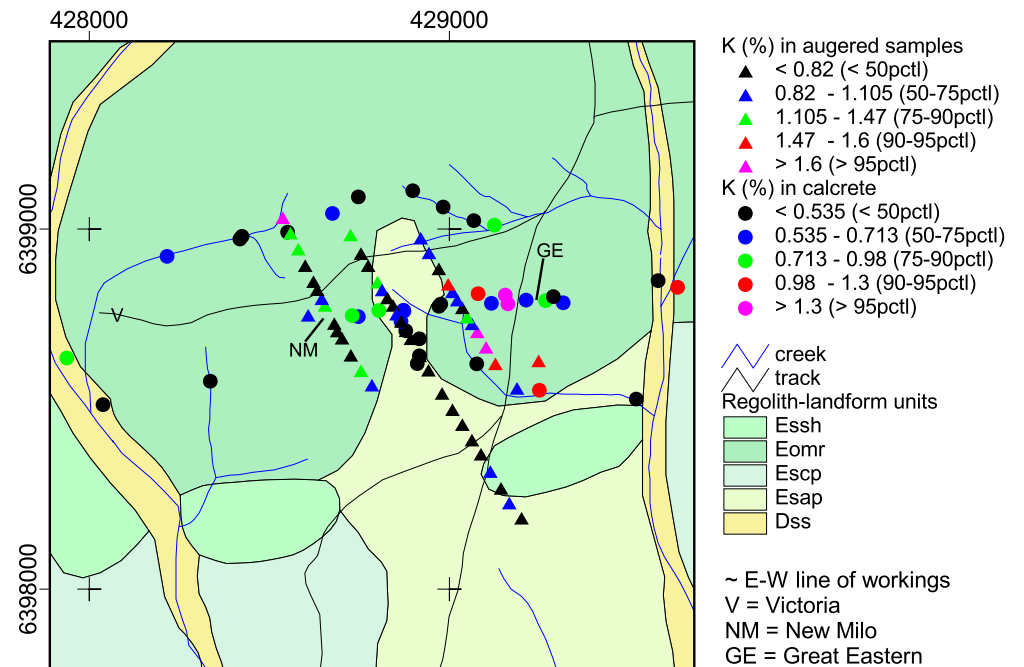 428000 429000
6399000
6398000
GE
V
NM
K (%) in augered samples
< 0.82 (< 50pctl)
0.82 - 1.105 (50-75pctl)
1.105 - 1.47 (75-90pctl)
1.47 - 1.6 (90-95pctl)
> 1.6 (> 95pctl)
K (%) in calcrete
< 0.535 (< 50pctl)
0.535 - 0.713 (50-75pctl)
0.713 - 0.98 (75-90pctl)
0.98 - 1.3 (90-95pctl)
> 1.3 (> 95pctl)
creek
track
Regolith-landform units
Essh
Eomr
Escp
Esap
Dss
~ E-W line of workings
V = Victoria
NM = New Milo
GE = Great Eastern